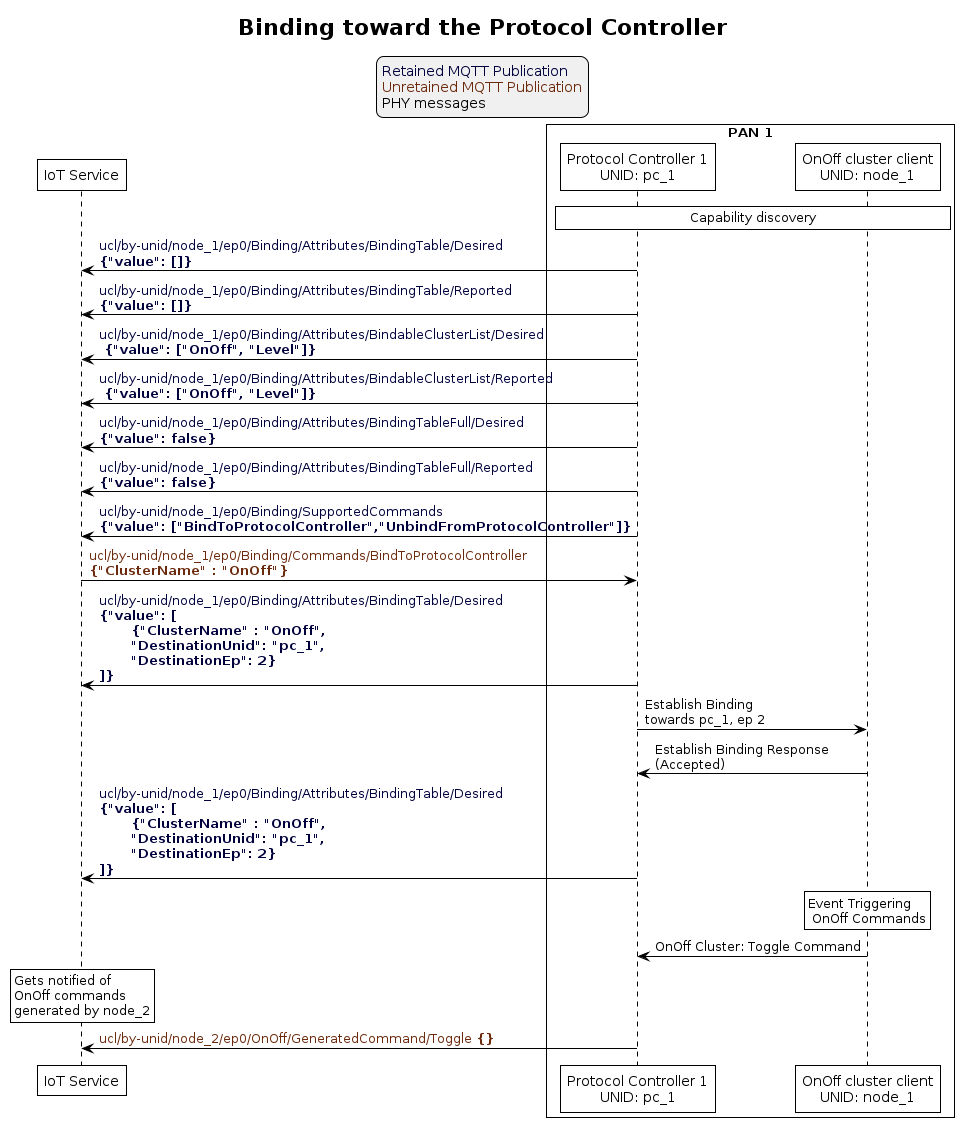 Binding toward the Protocol Controller
Retained MQTT Publication
Unretained MQTT Publication
PHY messages
PAN 1
IoT Service
Protocol Controller 1
UNID: pc_1
OnOff cluster client
UNID: node_1
Capability discovery
ucl/by-unid/node_1/ep0/Binding/Attributes/BindingTable/Desired
{"value": []}
ucl/by-unid/node_1/ep0/Binding/Attributes/BindingTable/Reported
{"value": []}
ucl/by-unid/node_1/ep0/Binding/Attributes/BindableClusterList/Desired
{"value": ["OnOff", "Level"]}
ucl/by-unid/node_1/ep0/Binding/Attributes/BindableClusterList/Reported
{"value": ["OnOff", "Level"]}
ucl/by-unid/node_1/ep0/Binding/Attributes/BindingTableFull/Desired
{"value": false}
ucl/by-unid/node_1/ep0/Binding/Attributes/BindingTableFull/Reported
{"value": false}
ucl/by-unid/node_1/ep0/Binding/SupportedCommands
{"value": ["BindToProtocolController","UnbindFromProtocolController"]}
ucl/by-unid/node_1/ep0/Binding/Commands/BindToProtocolController
{"ClusterName" : "OnOff"}
ucl/by-unid/node_1/ep0/Binding/Attributes/BindingTable/Desired
{"value": [
{"ClusterName" : "OnOff",
"DestinationUnid": "pc_1",
"DestinationEp": 2}
]}
Establish Binding
towards pc_1, ep 2
Establish Binding Response
(Accepted)
ucl/by-unid/node_1/ep0/Binding/Attributes/BindingTable/Desired
{"value": [
{"ClusterName" : "OnOff",
"DestinationUnid": "pc_1",
"DestinationEp": 2}
]}
Event Triggering
OnOff Commands
OnOff Cluster: Toggle Command
Gets notified of
OnOff commands
generated by node_2
ucl/by-unid/node_2/ep0/OnOff/GeneratedCommand/Toggle {}
IoT Service
Protocol Controller 1
UNID: pc_1
OnOff cluster client
UNID: node_1